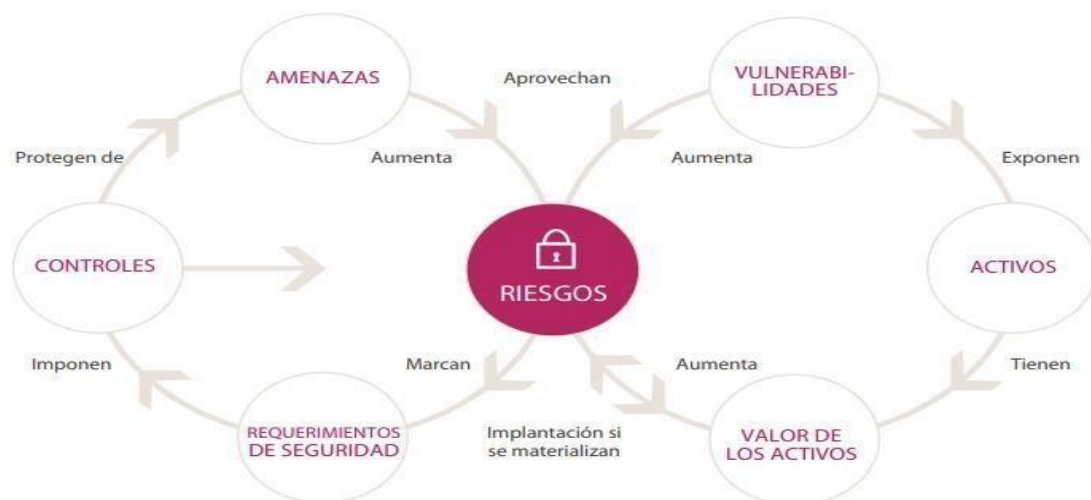 AMENAZAS
Aprovechan
VULNERABI-
LIDADES
Protegen de
Aumenta
Aumenta
Exponen
CONTROLES
RIESGOS
ACTIVOS
Imponen
Marcan
Aumenta
Tienen
REQUERIMIENTOS
DE SEGURIDAD
Implantación si
se materializan
VALOR DE
LOS ACTIVOS